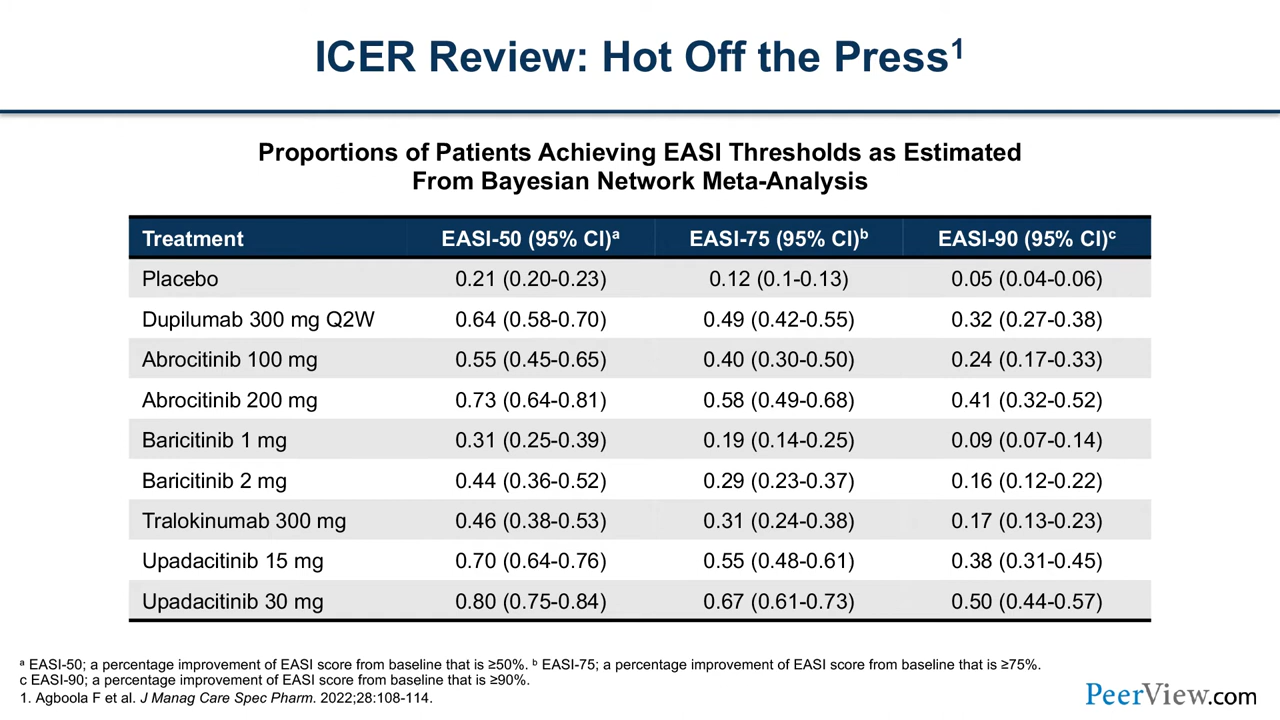 ICER Review: Hot Off the Press¹
Proportions of Patients Achieving EASI Thresholds as Estimated
From Bayesian Network Meta-Analysis
Treatment EASI-50 (95% CI)ᵃ EASI-75 (95% CI)ᵇ EASI-90 (95% CI)ᶜ
Placebo 0.21 (0.20-0.23) 0.12 (0.1-0.13) 0.05 (0.04-0.06)
Dupilumab 300 mg Q2W 0.64 (0.58-0.70) 0.49 (0.42-0.55) 0.32 (0.27-0.38)
Abrocitinib 100 mg 0.55 (0.45-0.65) 0.40 (0.30-0.50) 0.24 (0.17-0.33)
Abrocitinib 200 mg 0.73 (0.64-0.81) 0.58 (0.49-0.68) 0.41 (0.32-0.52)
Baricitinib 1 mg 0.31 (0.25-0.39) 0.19 (0.14-0.25) 0.09 (0.07-0.14)
Baricitinib 2 mg 0.44 (0.36-0.52) 0.29 (0.23-0.37) 0.16 (0.12-0.22)
Tralokinumab 300 mg 0.46 (0.38-0.53) 0.31 (0.24-0.38) 0.17 (0.13-0.23)
Upadacitinib 15 mg 0.70 (0.64-0.76) 0.55 (0.48-0.61) 0.38 (0.31-0.45)
Upadacitinib 30 mg 0.80 (0.75-0.84) 0.67 (0.61-0.73) 0.50 (0.44-0.57)
ᵃ EASI-50; a percentage improvement of EASI score from baseline that is ≥50%. ᵇ EASI-75; a percentage improvement of EASI score from baseline that is ≥75%.
c EASI-90; a percentage improvement of EASI score from baseline that is ≥90%.
1. Agboola F et al. J Manag Care Spec Pharm. 2022;28:108-114.
PeerView.com